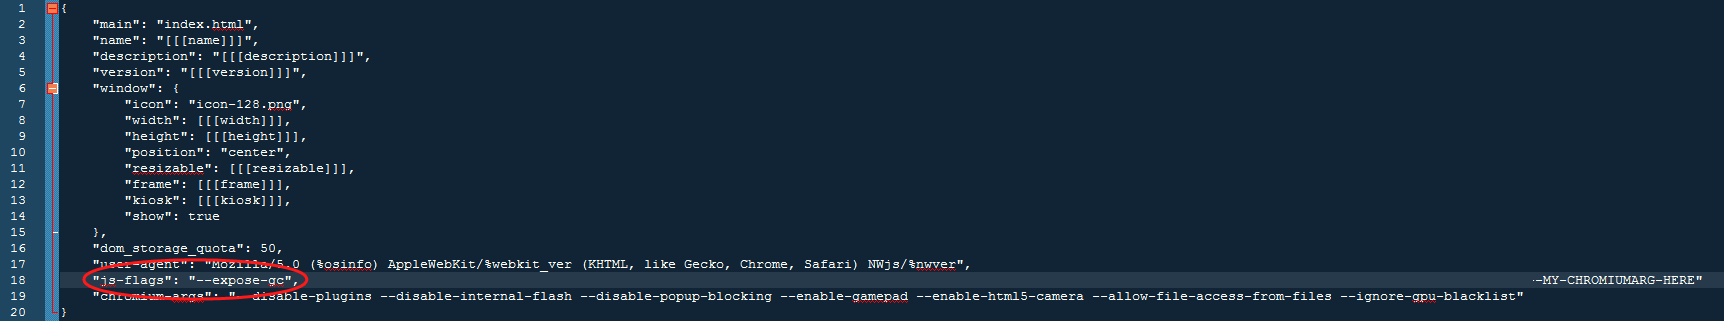 1 {
2 "main": "index.html",
3 "name": "[[[name]]]",
4 "description": "[[[description]]]",
5 "version": "[[[version]]]",
6 "window": {
7 "icon": "icon-128.png",
8 "width": [[[width]]],
9 "height": [[[height]]],
10 "position": "center",
11 "resizable": [[[resizable]]],
12 "frame": [[[frame]]],
13 "kiosk": [[[kiosk]]],
14 "show": true
15 },
16 "dom_storage_quota": 50,
17 "user-agent": "Mozilla/5.0 (%osinfo) AppleWebKit/%webkit_ver (KHTML, like Gecko, Chrome, Safari) NWjs/%nwver",
18 "js-flags": "--expose-gc", -MY-CHROMIUMARG-HERE"
19 "chromium-args": "--disable-plugins --disable-internal-flash --disable-popup-blocking --enable-gamepad --enable-html5-camera --allow-file-access-from-files --ignore-gpu-blacklist"
20 }